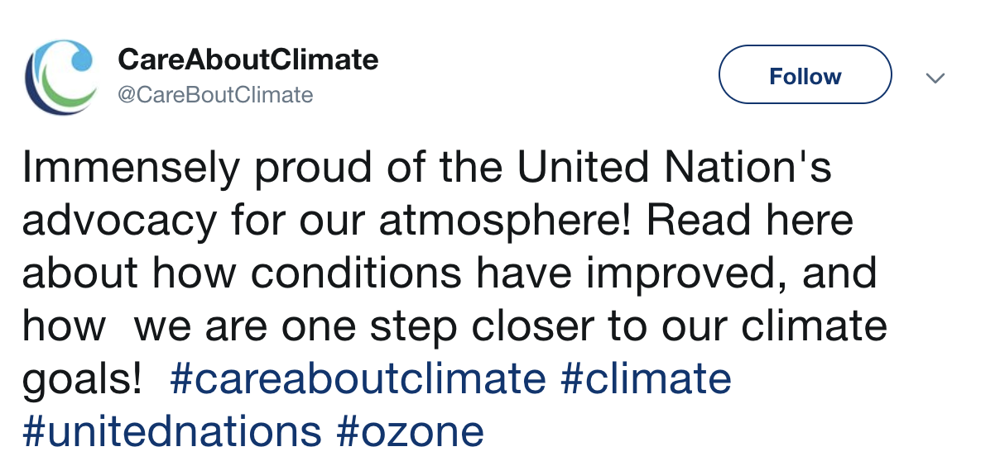 CareAboutClimate
@CareBoutClimate
Follow
Immensely proud of the United Nation's
advocacy for our atmosphere! Read here
about how conditions have improved, and
how  we are one step closer to our climate
goals!  #careaboutclimate #climate
#unitednations #ozone